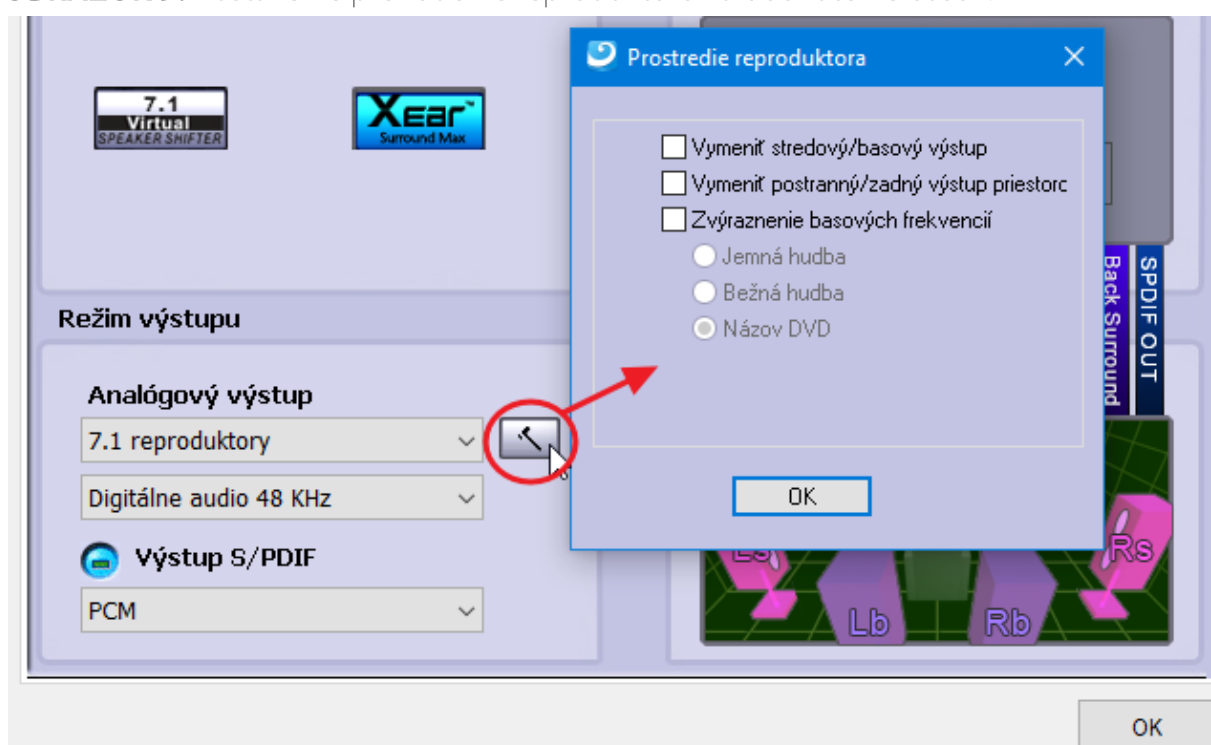 Prostredie reproduktora
7.1
Virtual
SPEAKER SHIFTER
Xear™
Surround Max
Vymeniť stredový/basový výstup
Vymeniť postranný/zadný výstup priestorc
Zvýraznenie basových frekvencií
Jemná hudba
Bežná hudba
Názov DVD
OK
Back Surround
SPDIF OUT
Režim výstupu
Analógový výstup
7.1 reproduktory
Digitálne audio 48 KHz
Výstup S/PDIF
PCM
Ls
Rs
Lb
Rb
OK